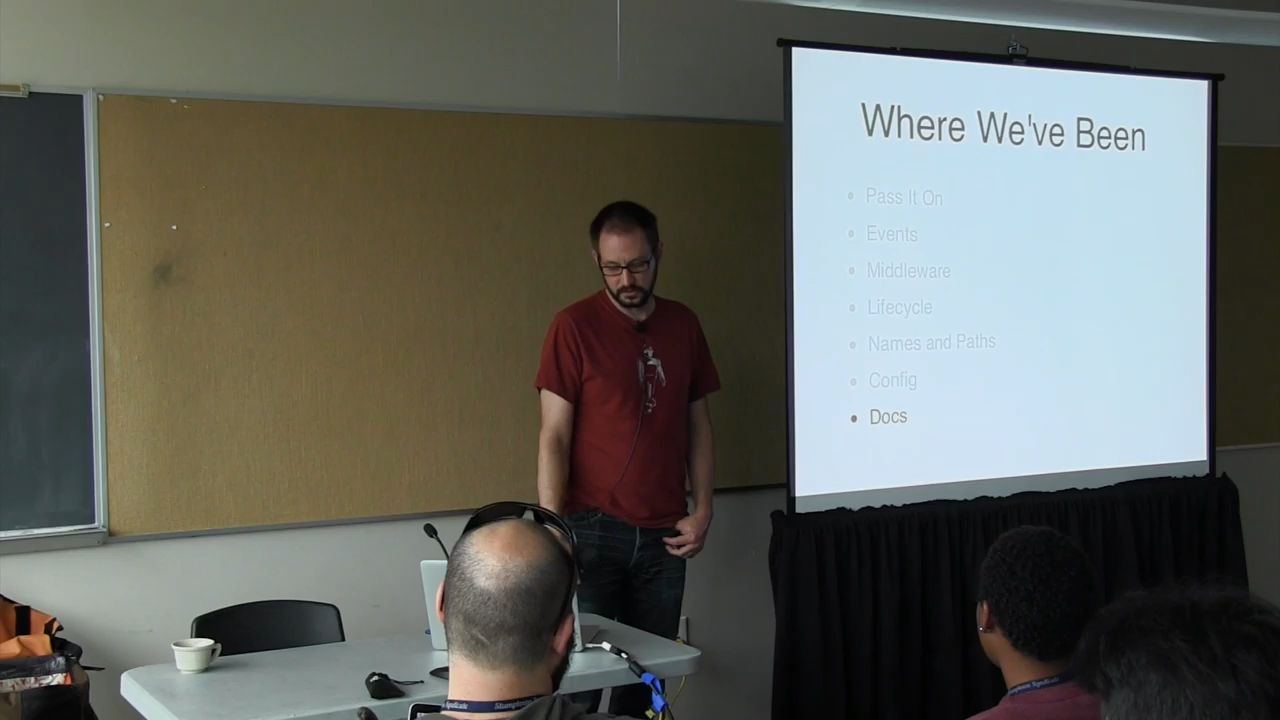 Where We've Been
Pass It On
Events
Middleware
Lifecycle
Names and Paths
Config
Docs